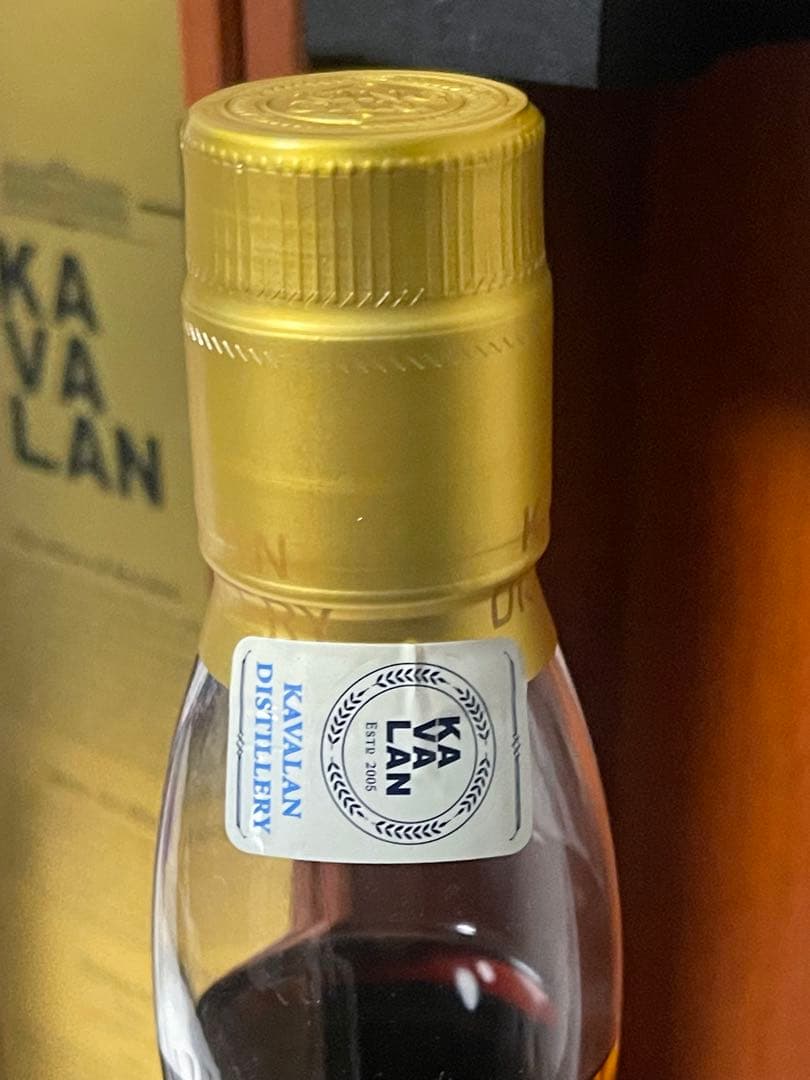 KA
VA
LAN
KAVALAN
DISTILLERY
KA
VA
LAN
ESTD 2005